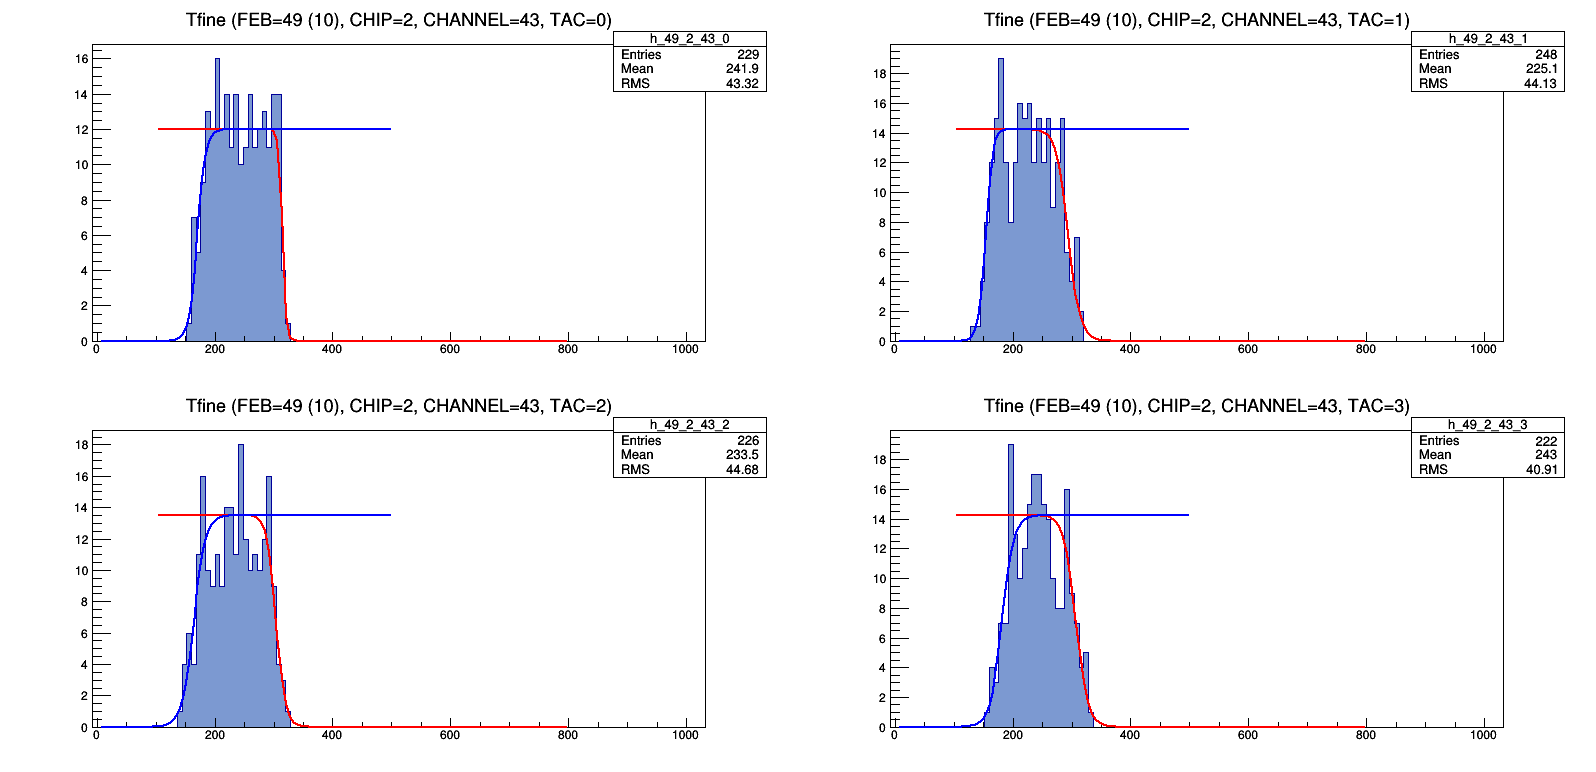 Tfine (FEB=49 (10), CHIP=2, CHANNEL=43, TAC=0)
h_49_2_43_0
Entries 229
Mean 241.9
RMS 43.32
16
14
12
10
8
6
4
2
0
0 200 400 600 800 1000
Tfine (FEB=49 (10), CHIP=2, CHANNEL=43, TAC=1)
h_49_2_43_1
Entries 248
Mean 225.1
RMS 44.13
18
16
14
12
10
8
6
4
2
0
0 200 400 600 800 1000
Tfine (FEB=49 (10), CHIP=2, CHANNEL=43, TAC=2)
h_49_2_43_2
Entries 226
Mean 233.5
RMS 44.68
18
16
14
12
10
8
6
4
2
0
0 200 400 600 800 1000
Tfine (FEB=49 (10), CHIP=2, CHANNEL=43, TAC=3)
h_49_2_43_3
Entries 222
Mean 243
RMS 40.91
18
16
14
12
10
8
6
4
2
0
0 200 400 600 800 1000